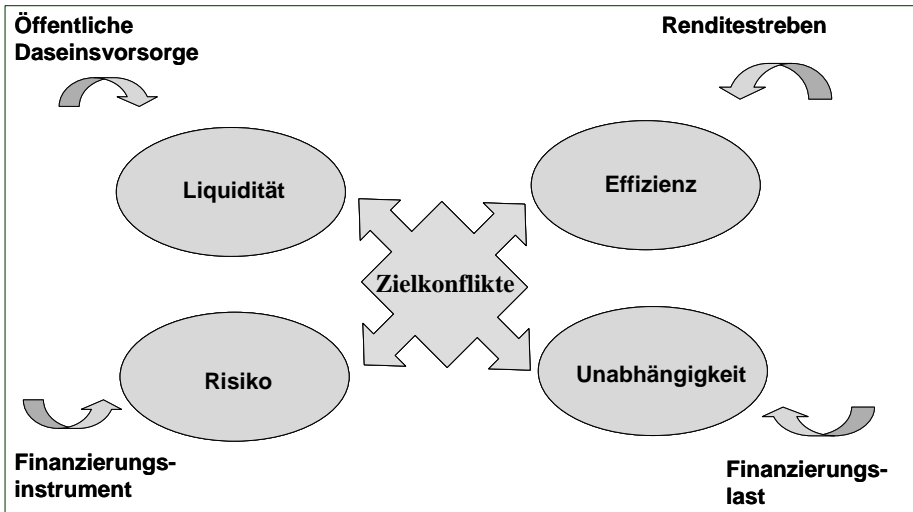 Öffentliche
Daseinsvorsorge
Renditestreben
Liquidität
Effizienz
Zielkonflikte
Risiko
Unabhängigkeit
Finanzierungs-
instrument
Finanzierungs-
last